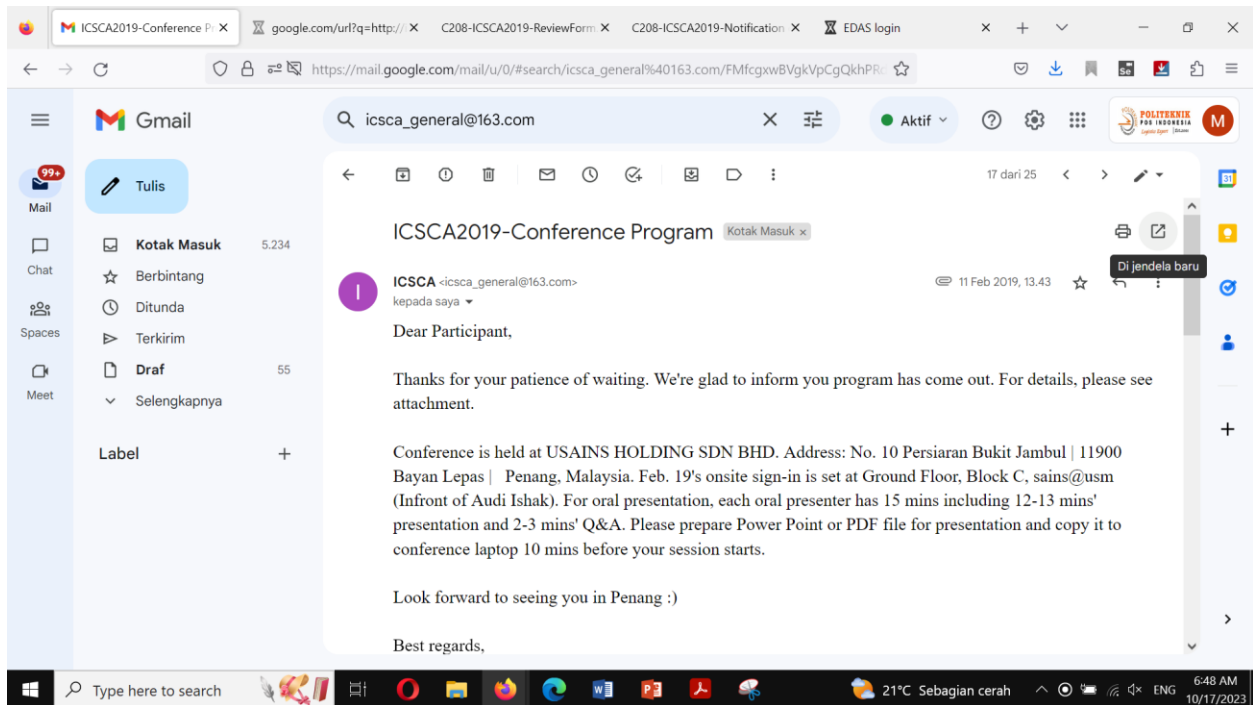 ICSCA2019-Conference Pr
google.com/url?q=http://
C208-ICSCA2019-ReviewForm.
C208-ICSCA2019-Notification
EDAS login
https://mail.google.com/mail/u/0/#search/icsca_general%40163.com/FMfcgxwBVgkVpCgQkhPRc
Gmail
icsca_general@163.com
Aktif
POLITEKNIK
POS INDONESIA
M
99+
Mail
Tulis
17 dari 25
31
Chat
Kotak Masuk 5.234
ICSCA2019-Conference Program Kotak Masuk ×
Di jendela baru
Berbintang
ICSCA <icsca_general@163.com> 11 Feb 2019, 13.43
I
kepada saya
Spaces
Ditunda
Terkirim
Meet
Draf 55
Selengkapnya
Label +
Dear Participant,
Thanks for your patience of waiting. We're glad to inform you program has come out. For details, please see
attachment.
Conference is held at USAINS HOLDING SDN BHD. Address: No. 10 Persiaran Bukit Jambul | 11900
Bayan Lepas | Penang, Malaysia. Feb. 19's onsite sign-in is set at Ground Floor, Block C, sains@usm
(Infront of Audi Ishak). For oral presentation, each oral presenter has 15 mins including 12-13 mins'
presentation and 2-3 mins' Q&A. Please prepare Power Point or PDF file for presentation and copy it to
conference laptop 10 mins before your session starts.
Look forward to seeing you in Penang :)
Best regards,
Type here to search
21°C Sebagian cerah
ENG
6:48 AM
10/17/2023